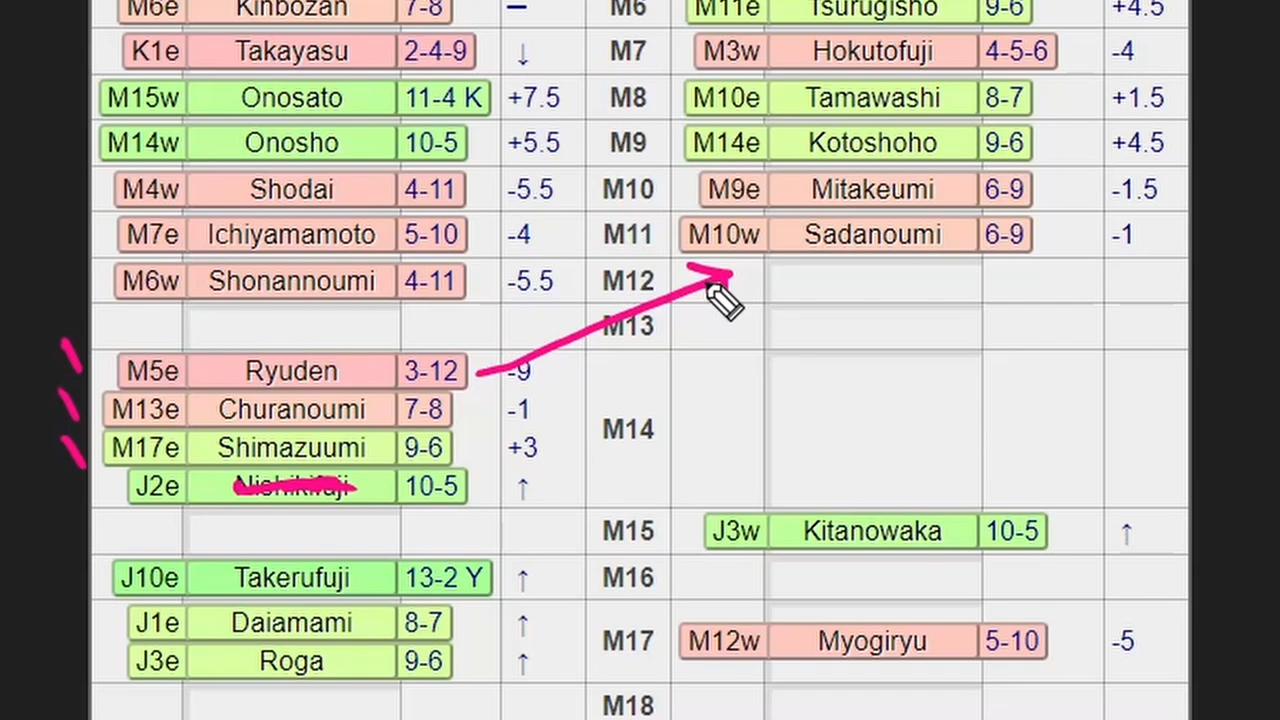 M6e Kinbozan 7-8 – M6 M11e Tsurugisho 9-6 +4.5
K1e Takayasu 2-4-9 ↓ M7 M3w Hokutofuji 4-5-6 -4
M15w Onosato 11-4 K +7.5 M8 M10e Tamawashi 8-7 +1.5
M14w Onosho 10-5 +5.5 M9 M14e Kotoshoho 9-6 +4.5
M4w Shodai 4-11 -5.5 M10 M9e Mitakeumi 6-9 -1.5
M7e Ichiyamamoto 5-10 -4 M11 M10w Sadanoumi 6-9 -1
M6w Shonannoumi 4-11 -5.5 M12
M13
M5e Ryuden 3-12 -9
M13e Churanoumi 7-8 -1
M14
M17e Shimazuumi 9-6 +3
J2e Nishikifuji 10-5 ↑
M15 J3w Kitanowaka 10-5 ↑
J10e Takerufuji 13-2 Y ↑ M16
J1e Daiamami 8-7 ↑
M17 M12w Myogiryu 5-10 -5
J3e Roga 9-6 ↑
M18